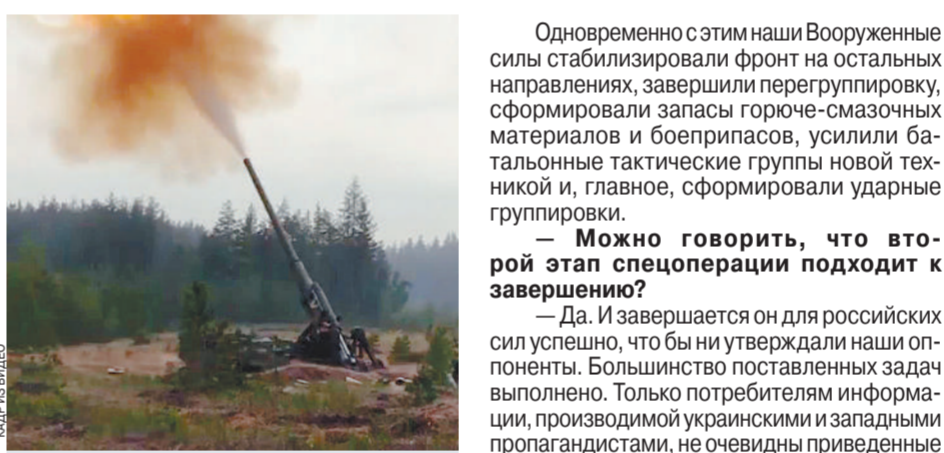 Одновременно с этим наши Вооруженные
силы стабилизировали фронт на остальных
направлениях, завершили перегруппировку,
сформировали запасы горюче-смазочных
материалов и боеприпасов, усилили ба-
тальонные тактические группы новой тех-
никой и, главное, сформировали ударные
группировки.
— Можно говорить, что вто-
рой этап спецоперации подходит к
завершению?
— Да. И завершается он для российских
сил успешно, что бы ни утверждали наши оп-
поненты. Большинство поставленных задач
выполнено. Только потребителям информа-
ции, производимой украинскими и западными
пропагандистами, не очевидны приведенные
КАДР ИЗ ВИДЕО